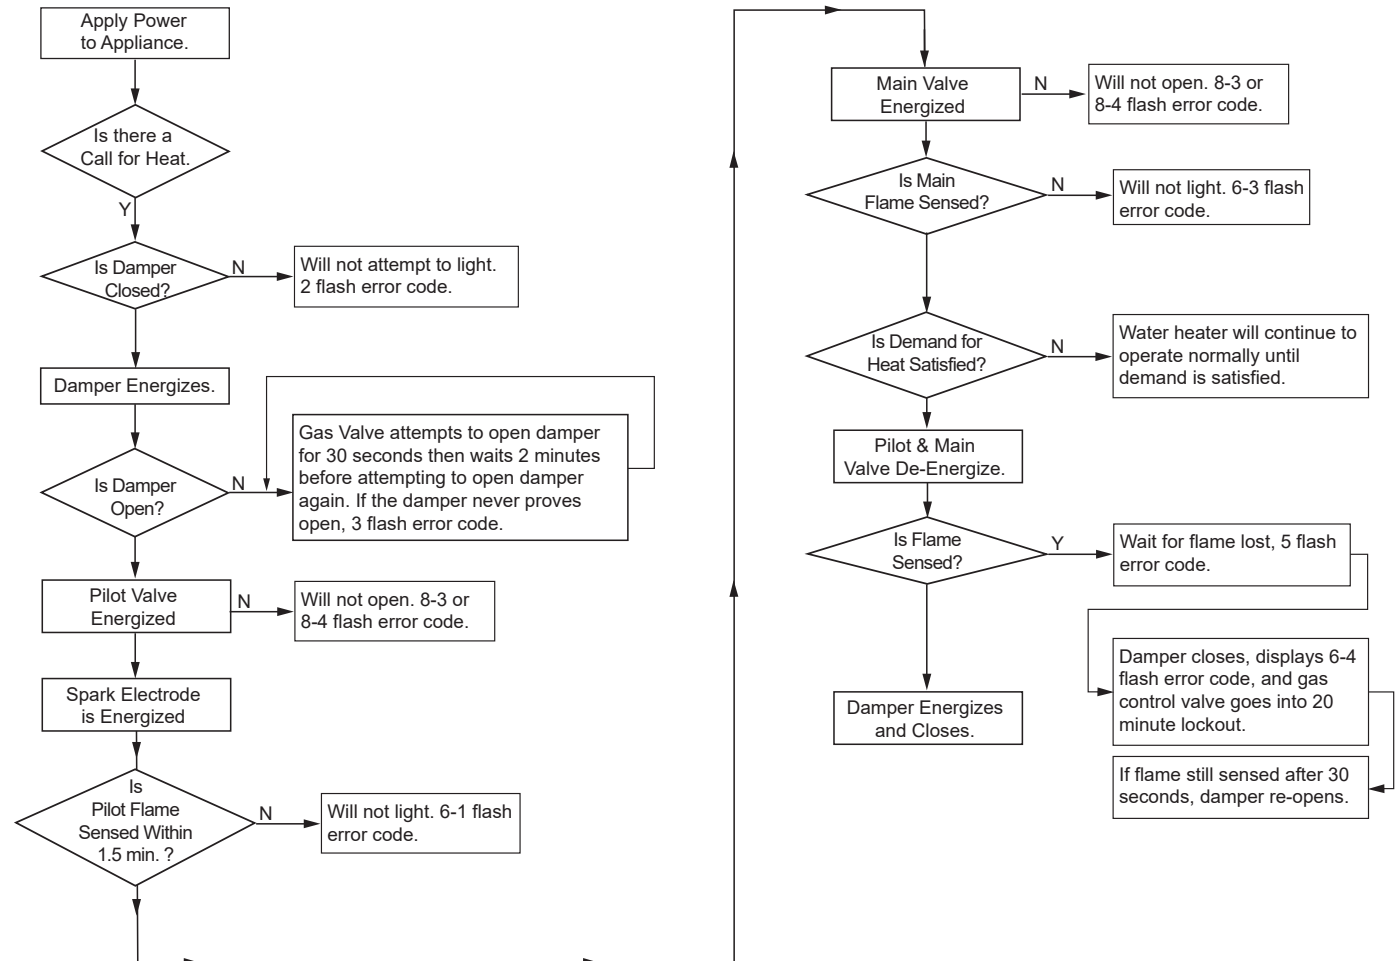 Apply Power
to Appliance.
Is there a
Call for Heat.
Y
Is Damper
Closed?
N
Will not attempt to light.
2 flash error code.
Damper Energizes.
Is Damper
Open?
N
Gas Valve attempts to open damper
for 30 seconds then waits 2 minutes
before attempting to open damper
again. If the damper never proves
open, 3 flash error code.
Pilot Valve
Energized
N
Will not open. 8-3 or
8-4 flash error code.
Spark Electrode
is Energized
Is
Pilot Flame
Sensed Within
1.5 min. ?
N
Will not light. 6-1 flash
error code.
Main Valve
Energized
N
Will not open. 8-3 or
8-4 flash error code.
Is Main
Flame Sensed?
N
Will not light. 6-3 flash
error code.
Is Demand for
Heat Satisfied?
N
Water heater will continue to
operate normally until
demand is satisfied.
Pilot & Main
Valve De-Energize.
Is Flame
Sensed?
Y
Wait for flame lost, 5 flash
error code.
Damper closes, displays 6-4
flash error code, and gas
control valve goes into 20
minute lockout.
If flame still sensed after 30
seconds, damper re-opens.
Damper Energizes
and Closes.